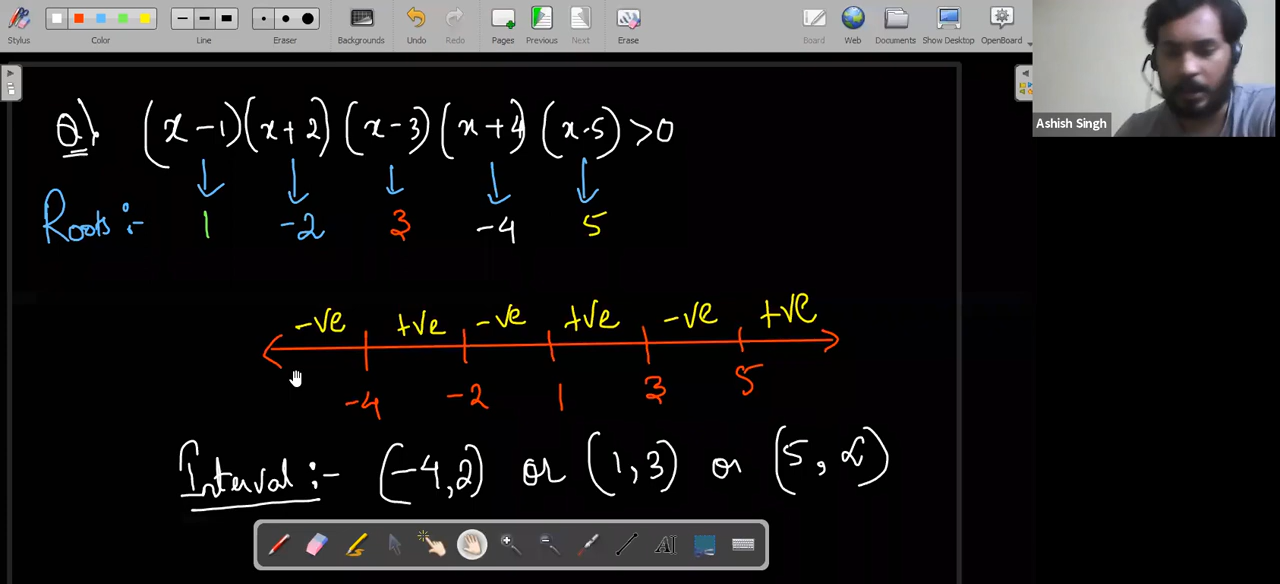 Stylus Color Line Eraser Backgrounds Undo Redo Pages Previous Next Erase Board Web Documents Show Desktop OpenBoard
Ashish Singh
Q). (x-1)(x+2)(x-3)(x+4)(x-5)>0
Roots:- 1 -2 3 -4 5
-ve +ve -ve +ve -ve +ve
-4 -2 1 3 5
Interval:- (-4,2) or (1,3) or (5, ∞)
AI